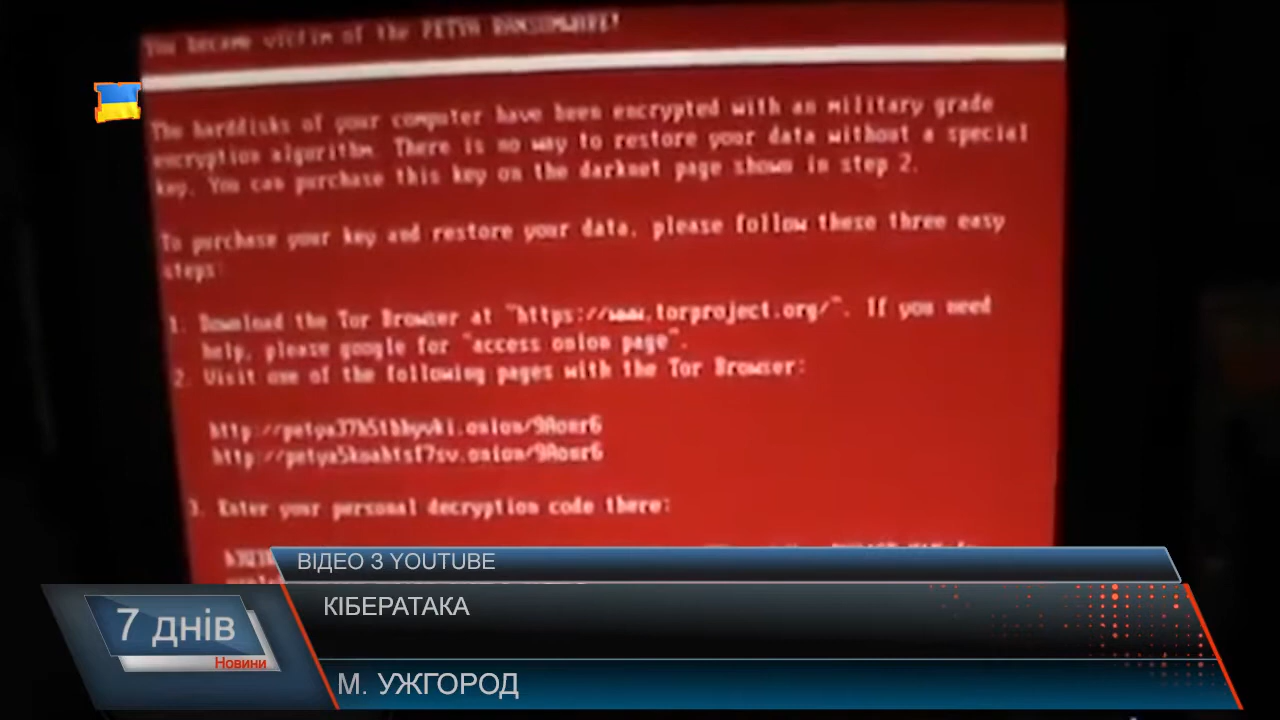 You became victim of the PETYA RANSOMWARE!
The harddisks of your computer have been encrypted with an military grade
encryption algorithm. There is no way to restore your data without a special
key. You can purchase this key on the darknet page shown in step 2.
To purchase your key and restore your data, please follow these three easy
steps:
1. Download the Tor Browser at "https://www.torproject.org/". If you need
help, please google for "access onion page".
2. Visit one of the following pages with the Tor Browser:
3. Enter your personal decryption code there:
ВІДЕО З YOUTUBE
КІБЕРАТАКА
7 днів
Новини
М. УЖГОРОД